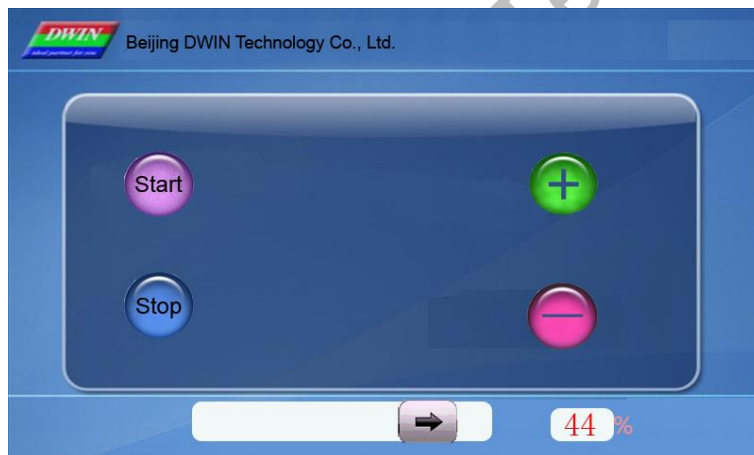 DWIN
Beijing DWIN Technology Co., Ltd.
Start
+
Stop
—
44 %